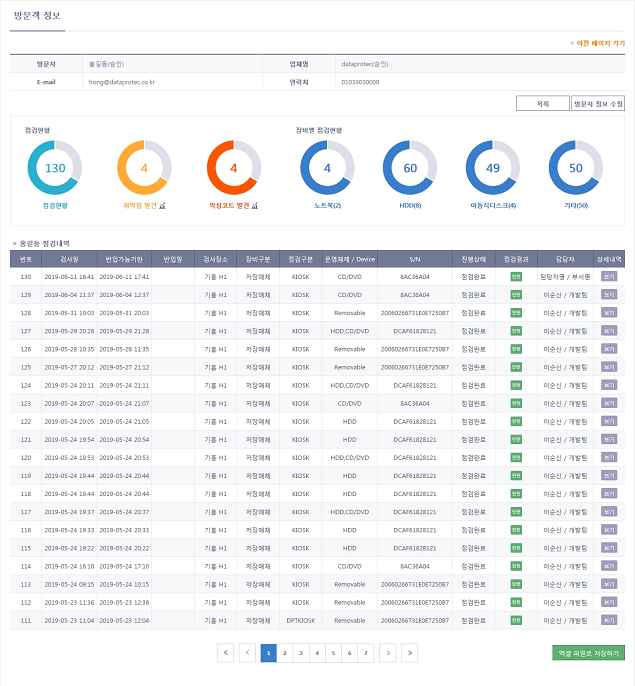 방문객 정보
< 이전 페이지 가기
방문자 홍길동(승인) 업체명 dataprotec(승인)
E-mail hong@dataprotec.co.kr 연락처 01039030000
목록 방문자 정보 수정
점검현황 장비별 점검현황
130 4 4 4 60 49 50
점검현황 취약점 발견 악성코드 발견 노트북(2) HDD(8) 이동식디스크(4) 기타(50)
> 홍길동 점검내역
번호 검사일 반입가능기한 반입일 검사장소 장비구분 점검구분 운영체제 / Device S/N 진행상태 점검결과 담당자 상세내역
130 2019-06-11 16:41 2019-06-11 17:41 기흥 H1 저장매체 KIOSK CD/DVD 8AC36A04 점검완료 안전 담당자명 / 부서명 보기
129 2019-06-04 11:37 2019-06-04 12:37 기흥 H1 저장매체 KIOSK CD/DVD 8AC36A04 점검완료 안전 이순신 / 개발팀 보기
128 2019-05-31 19:03 2019-05-31 20:03 기흥 H1 저장매체 KIOSK Removable 20060266731E0E7250B7 점검완료 안전 이순신 / 개발팀 보기
127 2019-05-29 20:28 2019-05-29 21:28 기흥 H1 저장매체 KIOSK HDD,CD/DVD DCAF61828121 점검완료 안전 이순신 / 개발팀 보기
126 2019-05-28 10:35 2019-05-28 11:35 기흥 H1 저장매체 KIOSK Removable 20060266731E0E7250B7 점검완료 안전 이순신 / 개발팀 보기
125 2019-05-27 20:12 2019-05-27 21:12 기흥 H1 저장매체 KIOSK Removable 20060266731E0E7250B7 점검완료 안전 이순신 / 개발팀 보기
124 2019-05-24 20:11 2019-05-24 21:11 기흥 H1 저장매체 KIOSK HDD,CD/DVD DCAF61828121 점검완료 안전 이순신 / 개발팀 보기
123 2019-05-24 20:07 2019-05-24 21:07 기흥 H1 저장매체 KIOSK CD/DVD 8AC36A04 점검완료 안전 이순신 / 개발팀 보기
122 2019-05-24 20:05 2019-05-24 21:05 기흥 H1 저장매체 KIOSK HDD DCAF61828121 점검완료 안전 이순신 / 개발팀 보기
121 2019-05-24 19:54 2019-05-24 20:54 기흥 H1 저장매체 KIOSK HDD DCAF61828121 점검완료 안전 이순신 / 개발팀 보기
120 2019-05-24 19:53 2019-05-24 20:53 기흥 H1 저장매체 KIOSK HDD,CD/DVD DCAF61828121 점검완료 안전 이순신 / 개발팀 보기
119 2019-05-24 19:44 2019-05-24 20:44 기흥 H1 저장매체 KIOSK HDD DCAF61828121 점검완료 안전 이순신 / 개발팀 보기
118 2019-05-24 19:44 2019-05-24 20:44 기흥 H1 저장매체 KIOSK HDD DCAF61828121 점검완료 안전 이순신 / 개발팀 보기
117 2019-05-24 19:37 2019-05-24 20:37 기흥 H1 저장매체 KIOSK HDD,CD/DVD DCAF61828121 점검완료 안전 이순신 / 개발팀 보기
116 2019-05-24 19:33 2019-05-24 20:33 기흥 H1 저장매체 KIOSK HDD DCAF61828121 점검완료 안전 이순신 / 개발팀 보기
115 2019-05-24 19:22 2019-05-24 20:22 기흥 H1 저장매체 KIOSK HDD DCAF61828121 점검완료 안전 이순신 / 개발팀 보기
114 2019-05-24 16:10 2019-05-24 17:10 기흥 H1 저장매체 KIOSK CD/DVD 8AC36A04 점검완료 안전 이순신 / 개발팀 보기
113 2019-05-24 09:15 2019-05-24 10:15 기흥 H1 저장매체 KIOSK Removable 20060266731E0E7250B7 점검완료 안전 이순신 / 개발팀 보기
112 2019-05-23 11:36 2019-05-23 12:36 기흥 H1 저장매체 KIOSK Removable 20060266731E0E7250B7 점검완료 안전 이순신 / 개발팀 보기
111 2019-05-23 11:04 2019-05-23 12:04 기흥 H1 저장매체 DPTKIOSK Removable 20060266731E0E7250B7 점검완료 안전 이순신 / 개발팀 보기
« < 1 2 3 4 5 6 7 > » 엑셀 파일로 저장하기